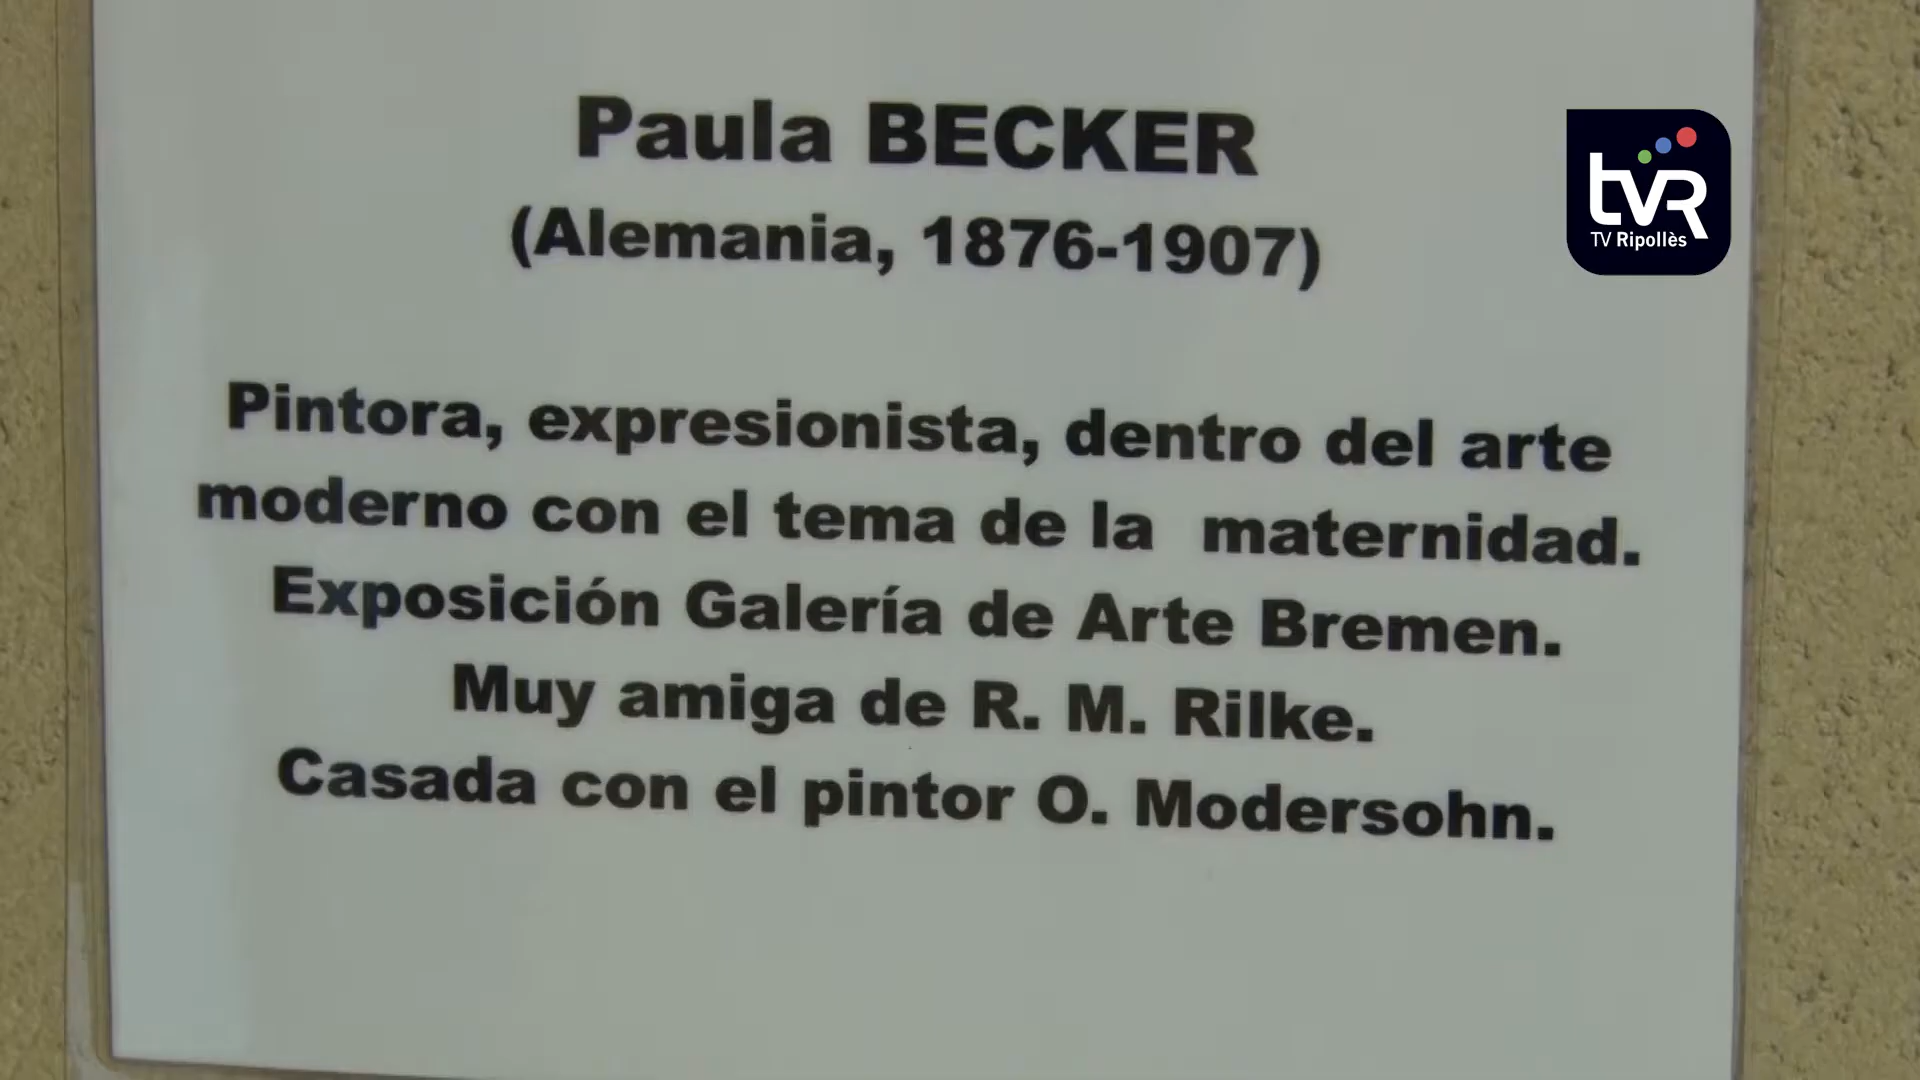 Paula BECKER
(Alemania, 1876-1907)
Pintora, expresionista, dentro del arte
moderno con el tema de la maternidad.
Exposición Galería de Arte Bremen.
Muy amiga de R. M. Rilke.
Casada con el pintor O. Modersohn.
tvR
TV Ripollès